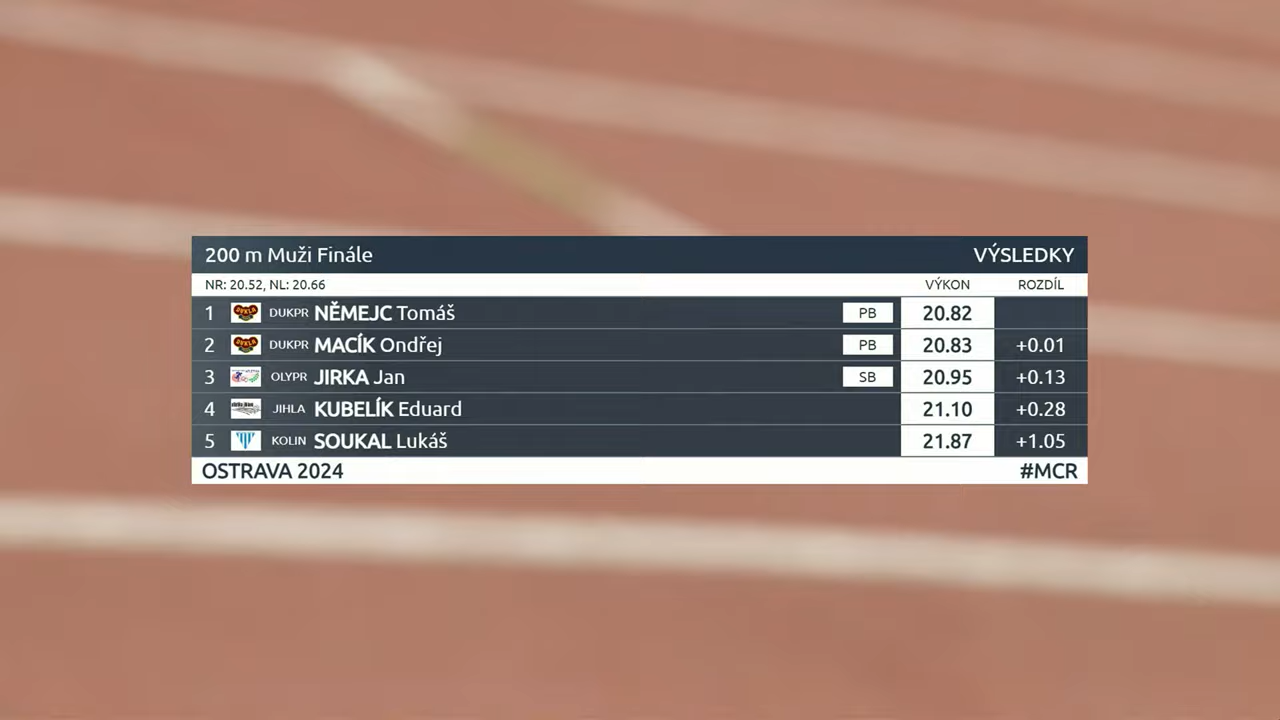 200 m Muži Finále VÝSLEDKY
NR: 20.52, NL: 20.66 VÝKON ROZDÍL
1 DUKLA DUKPR NĚMEJC Tomáš PB 20.82
2 DUKLA DUKPR MACÍK Ondřej PB 20.83 +0.01
3 OLYPR JIRKA Jan SB 20.95 +0.13
4 JIHLA KUBELÍK Eduard 21.10 +0.28
5 KOLIN SOUKAL Lukáš 21.87 +1.05
OSTRAVA 2024 #MCR